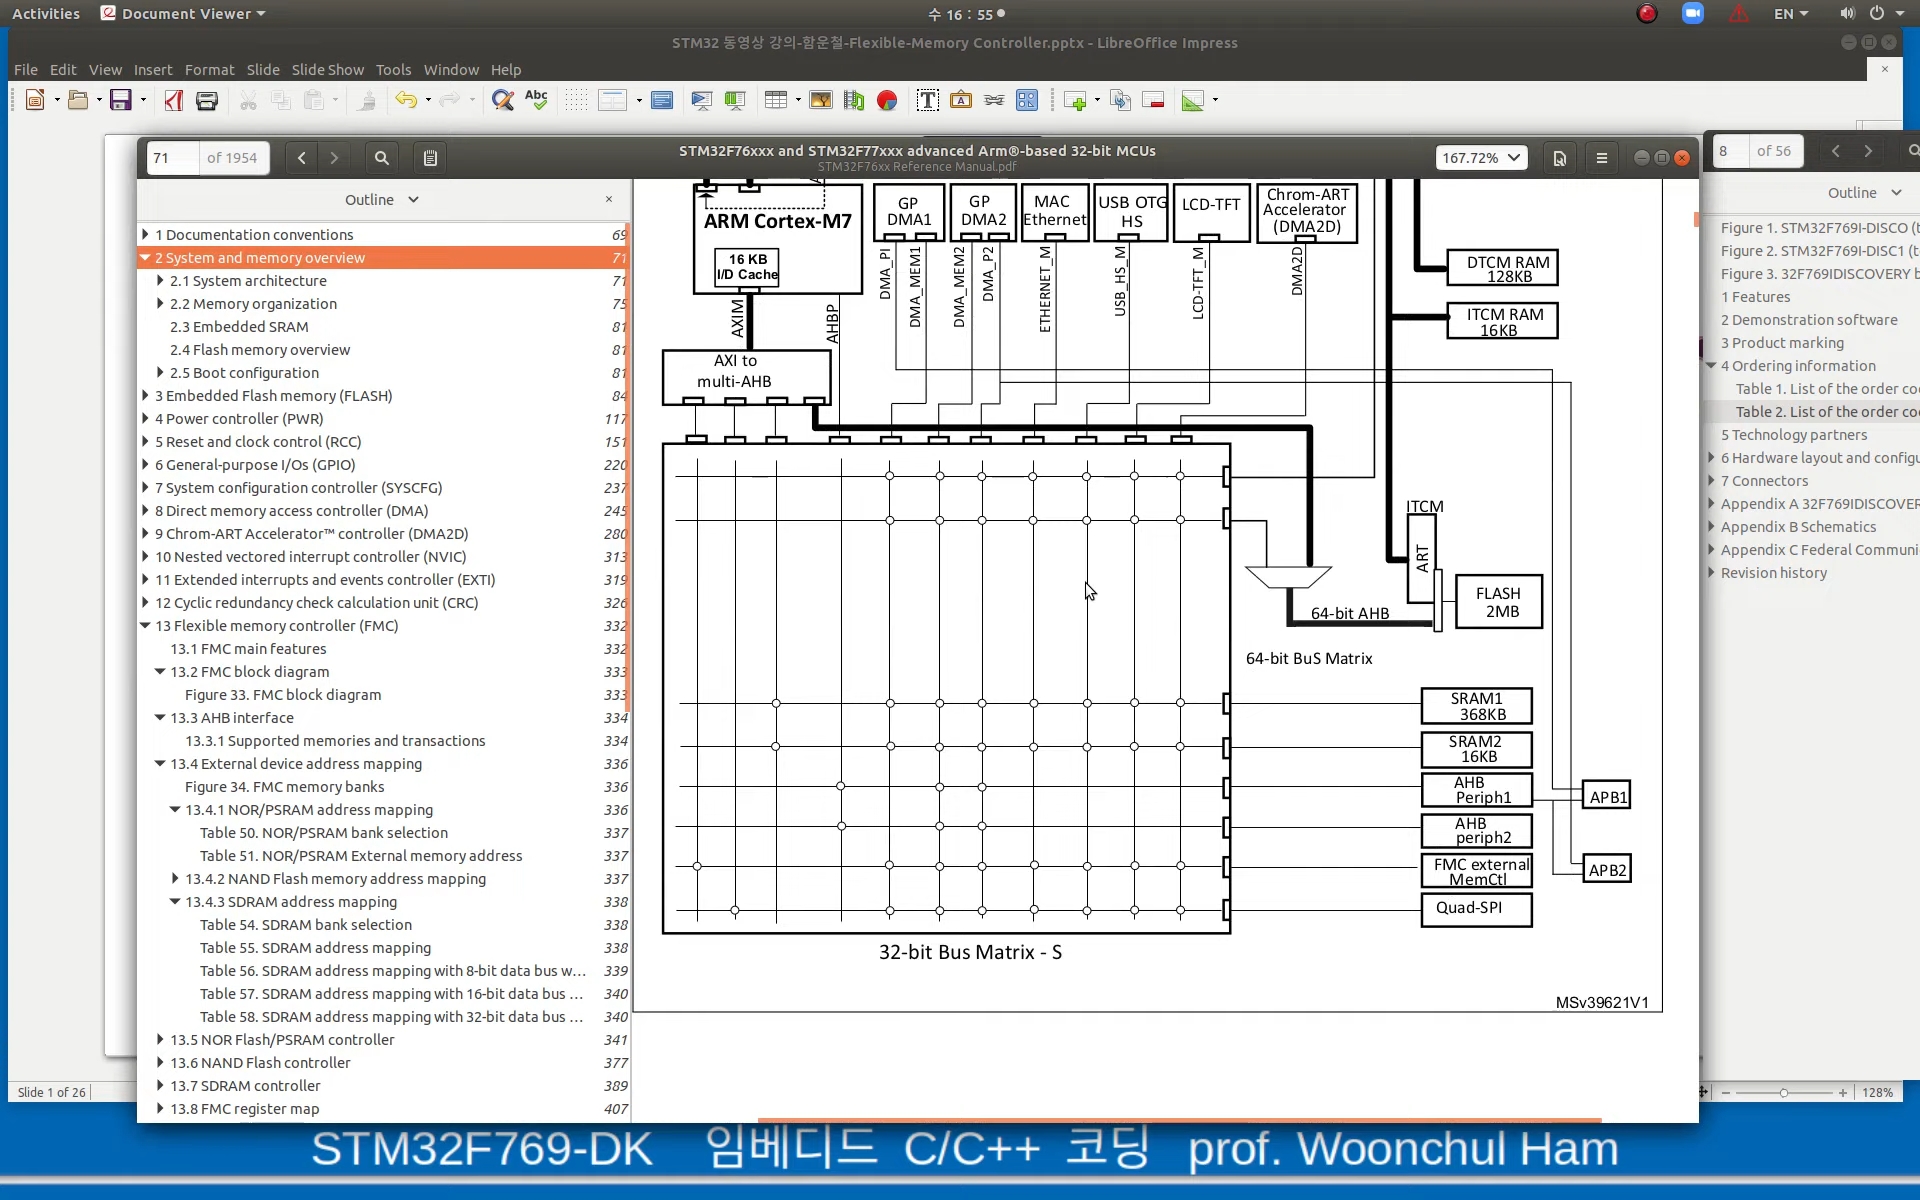 Activities
Document Viewer
수 16 : 55
EN
STM32 동영상 강의-함운철-Flexible-Memory Controller.pptx - LibreOffice Impress
File Edit View Insert Format Slide Slide Show Tools Window Help
Abc
71 of 1954
STM32F76xxx and STM32F77xxx advanced Arm®-based 32-bit MCUs
STM32F76xx Reference Manual.pdf
167.72%
8 of 56
Outline
1 Documentation conventions 69
2 System and memory overview 71
2.1 System architecture 71
2.2 Memory organization 75
2.3 Embedded SRAM 81
2.4 Flash memory overview 81
2.5 Boot configuration 81
3 Embedded Flash memory (FLASH) 84
4 Power controller (PWR) 117
5 Reset and clock control (RCC) 151
6 General-purpose I/Os (GPIO) 220
7 System configuration controller (SYSCFG) 237
8 Direct memory access controller (DMA) 245
9 Chrom-ART Accelerator™ controller (DMA2D) 280
10 Nested vectored interrupt controller (NVIC) 313
11 Extended interrupts and events controller (EXTI) 319
12 Cyclic redundancy check calculation unit (CRC) 326
13 Flexible memory controller (FMC) 332
13.1 FMC main features 332
13.2 FMC block diagram 333
Figure 33. FMC block diagram 333
13.3 AHB interface 334
13.3.1 Supported memories and transactions 334
13.4 External device address mapping 336
Figure 34. FMC memory banks 336
13.4.1 NOR/PSRAM address mapping 336
Table 50. NOR/PSRAM bank selection 337
Table 51. NOR/PSRAM External memory address 337
13.4.2 NAND Flash memory address mapping 337
13.4.3 SDRAM address mapping 338
Table 54. SDRAM bank selection 338
Table 55. SDRAM address mapping 338
Table 56. SDRAM address mapping with 8-bit data bus w... 339
Table 57. SDRAM address mapping with 16-bit data bus ... 340
Table 58. SDRAM address mapping with 32-bit data bus ... 340
13.5 NOR Flash/PSRAM controller 341
13.6 NAND Flash controller 377
13.7 SDRAM controller 389
13.8 FMC register map 407
ARM Cortex-M7
16 KB
I/D Cache
GP
DMA1
GP
DMA2
MAC
Ethernet
USB OTG
HS
LCD-TFT
Chrom-ART
Accelerator
(DMA2D)
AXIM
AHBP
DMA_PI
DMA_MEM1
DMA_MEM2
DMA_P2
ETHERNET_M
USB_HS_M
LCD-TFT_M
DMA2D
DTCM RAM
128KB
ITCM RAM
16KB
AXI to
multi-AHB
ITCM
ART
FLASH
2MB
64-bit AHB
64-bit BuS Matrix
SRAM1
368KB
SRAM2
16KB
AHB
Periph1
AHB
periph2
FMC external
MemCtl
Quad-SPI
APB1
APB2
32-bit Bus Matrix - S
MSv39621V1
Outline
Figure 1. STM32F769I-DISCO (t
Figure 2. STM32F769I-DISC1 (t
Figure 3. 32F769IDISCOVERY b
1 Features
2 Demonstration software
3 Product marking
4 Ordering information
Table 1. List of the order co
Table 2. List of the order co
5 Technology partners
6 Hardware layout and configu
7 Connectors
Appendix A 32F769IDISCOVER
Appendix B Schematics
Appendix C Federal Communi
Revision history
Slide 1 of 26
128%
STM32F769-DK 임베디드 C/C++ 코딩 prof. Woonchul Ham